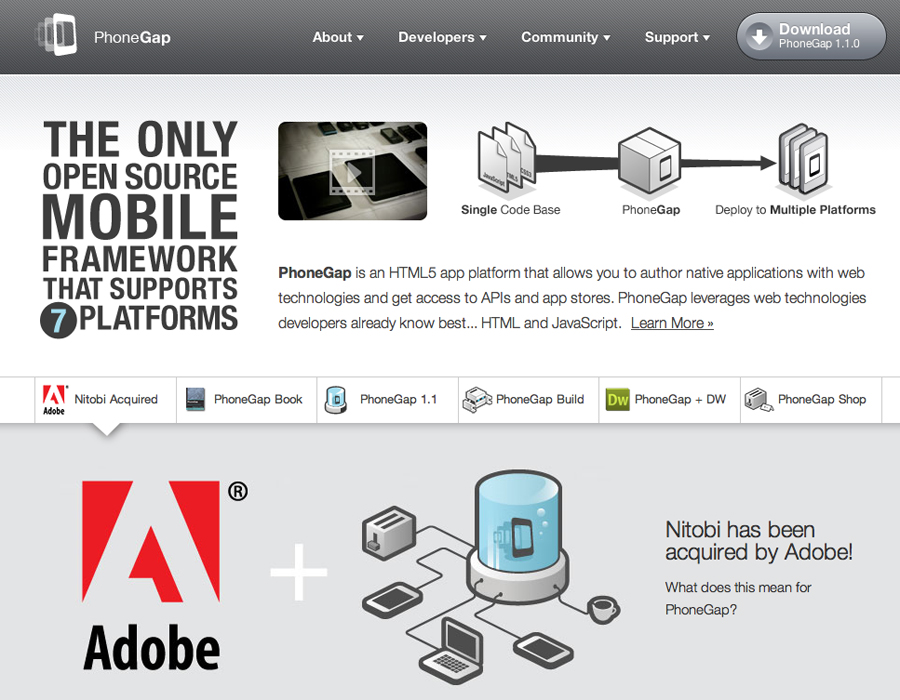 PhoneGap
About
Developers
Community
Support
Download
PhoneGap 1.1.0
THE ONLY
OPEN SOURCE
MOBILE
FRAMEWORK
THAT SUPPORTS
7 PLATFORMS
JavaScript
HTML5
CSS3
Single Code Base
PhoneGap
Deploy to Multiple Platforms
PhoneGap is an HTML5 app platform that allows you to author native applications with web
technologies and get access to APIs and app stores. PhoneGap leverages web technologies
developers already know best... HTML and JavaScript. Learn More »
Adobe
Nitobi Acquired
PhoneGap Book
PhoneGap 1.1
PhoneGap Build
Dw
PhoneGap + DW
PhoneGap Shop
®
Adobe
Nitobi has been
acquired by Adobe!
What does this mean for
PhoneGap?